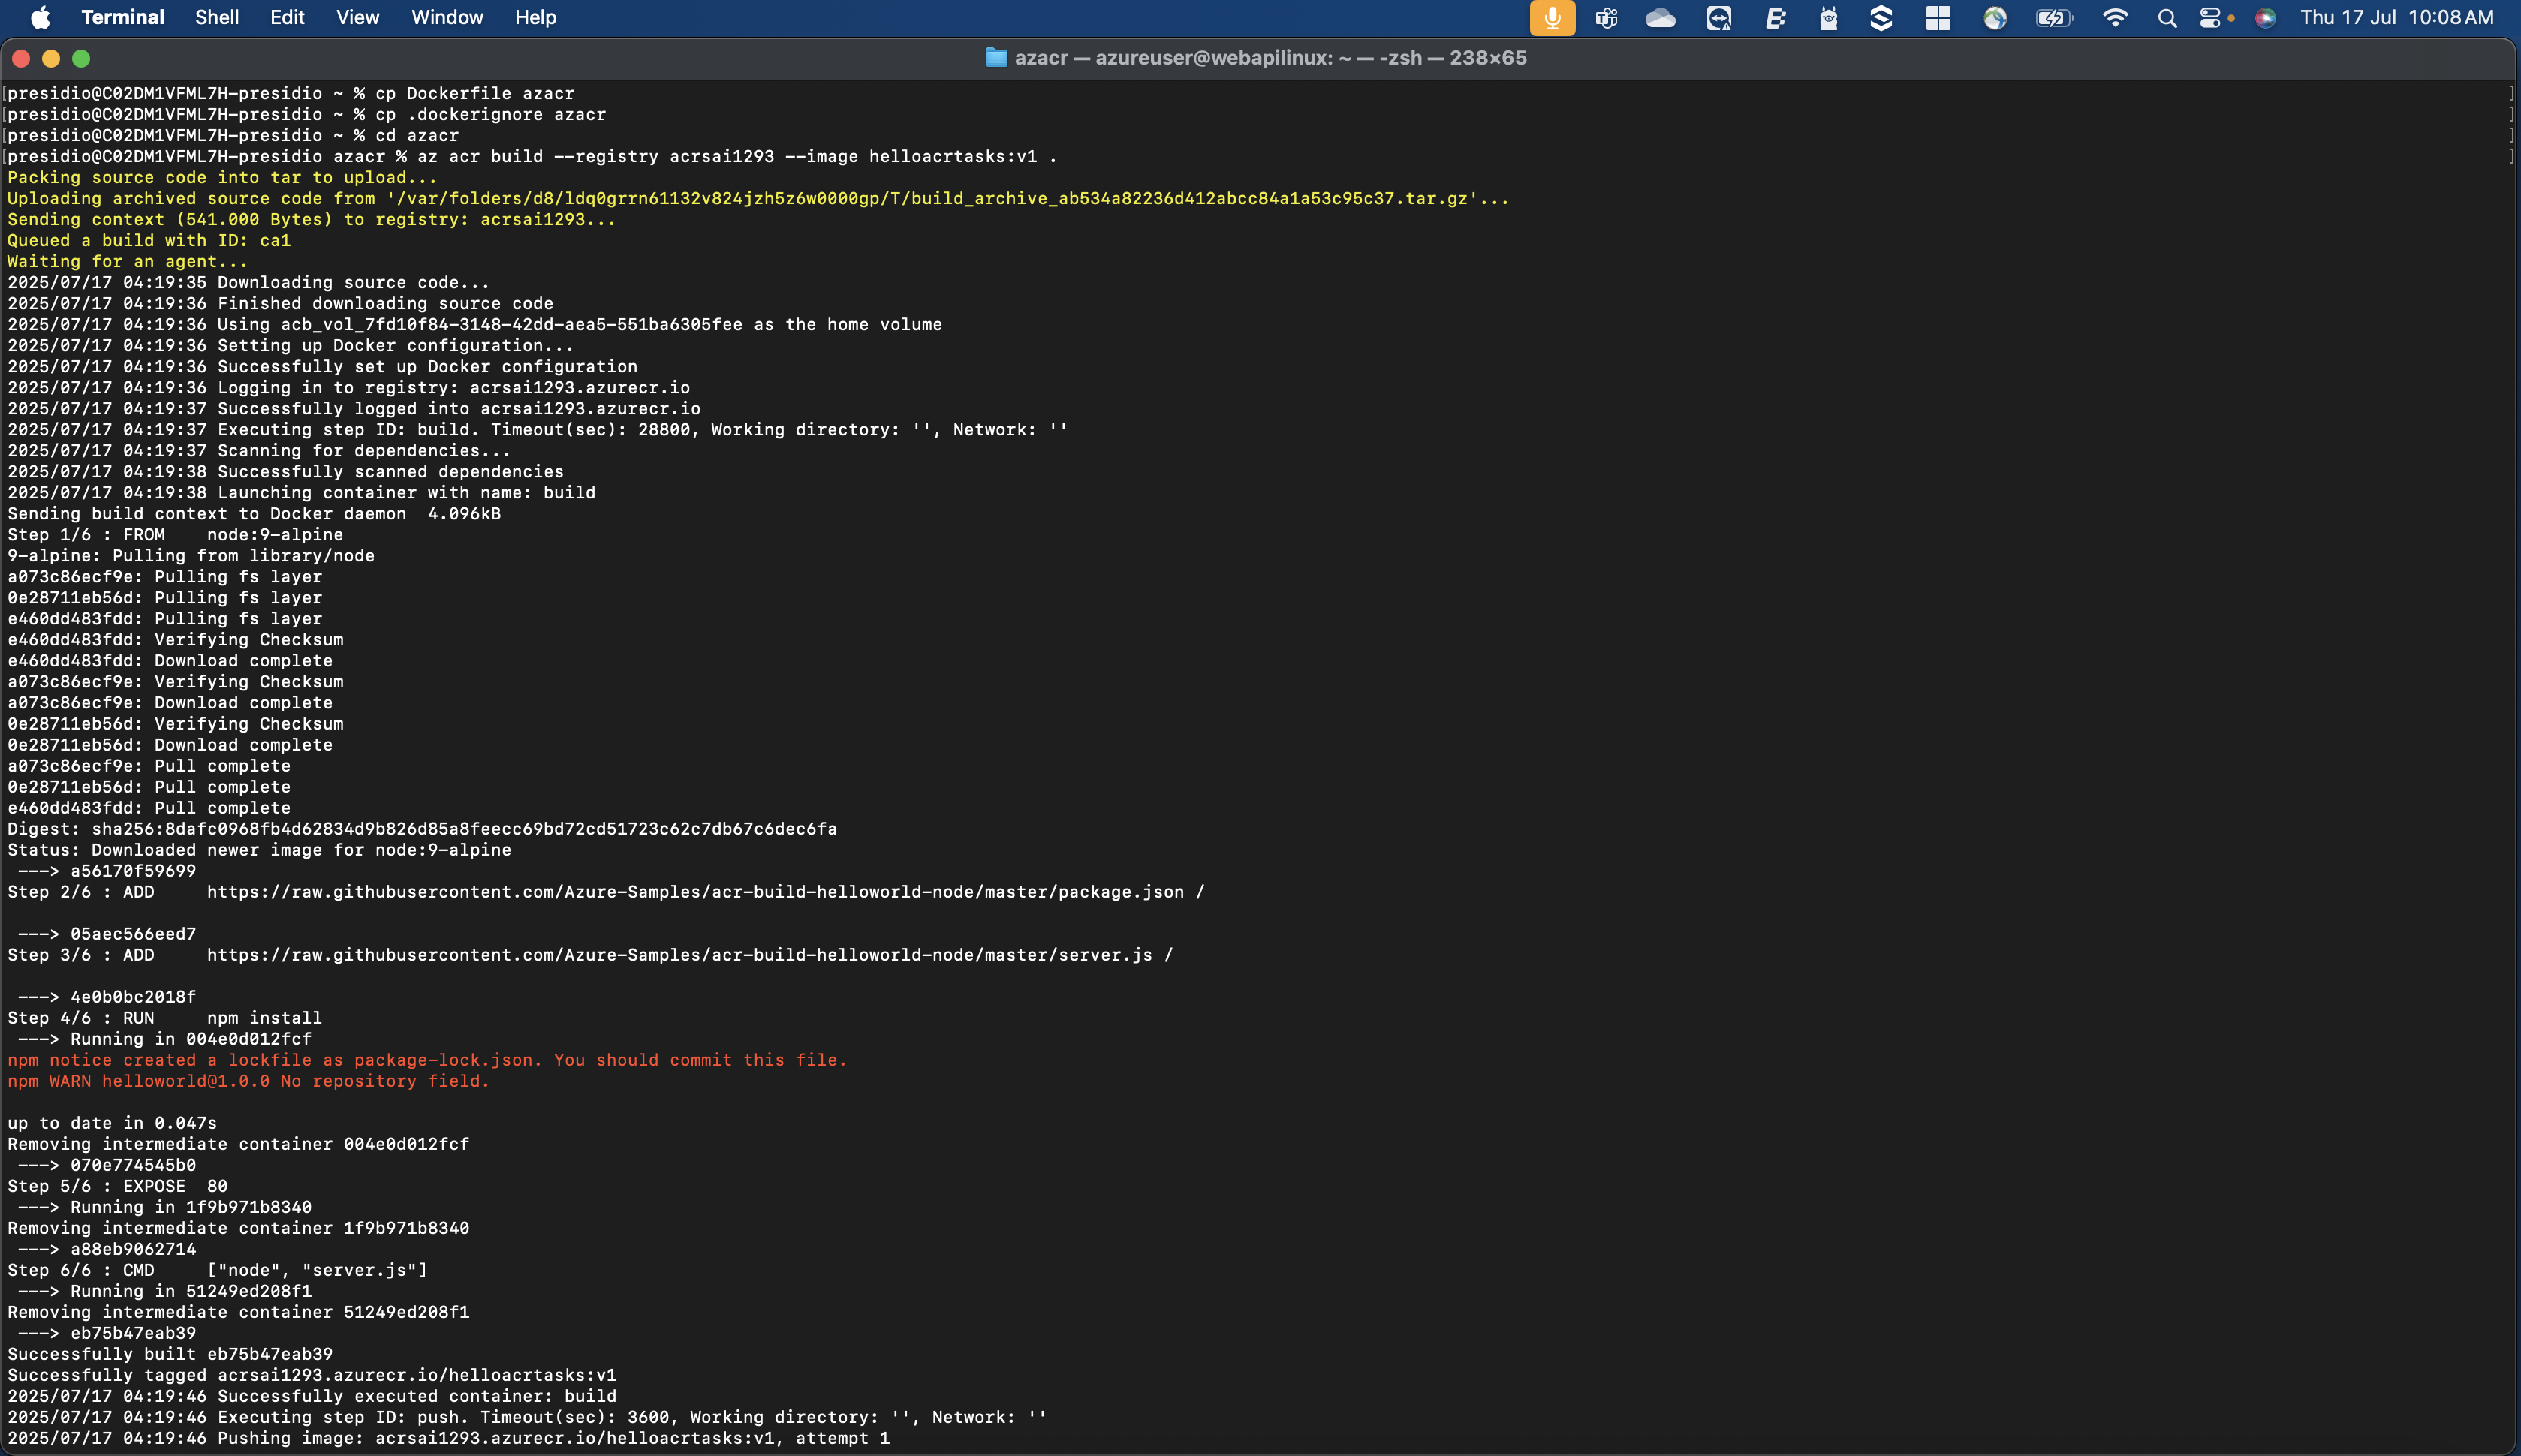 Terminal Shell Edit View Window Help Thu 17 Jul 10:08 AM
azacr — azureuser@webapilinux: ~ — -zsh — 238×65
[presidio@C02DM1VFML7H-presidio ~ % cp Dockerfile azacr ]
[presidio@C02DM1VFML7H-presidio ~ % cp .dockerignore azacr ]
[presidio@C02DM1VFML7H-presidio ~ % cd azacr ]
[presidio@C02DM1VFML7H-presidio azacr % az acr build --registry acrsai1293 --image helloacrtasks:v1 . ]
Packing source code into tar to upload...
Uploading archived source code from '/var/folders/d8/ldq0grrn61132v824jzh5z6w0000gp/T/build_archive_ab534a82236d412abcc84a1a53c95c37.tar.gz'...
Sending context (541.000 Bytes) to registry: acrsai1293...
Queued a build with ID: ca1
Waiting for an agent...
2025/07/17 04:19:35 Downloading source code...
2025/07/17 04:19:36 Finished downloading source code
2025/07/17 04:19:36 Using acb_vol_7fd10f84-3148-42dd-aea5-551ba6305fee as the home volume
2025/07/17 04:19:36 Setting up Docker configuration...
2025/07/17 04:19:36 Successfully set up Docker configuration
2025/07/17 04:19:36 Logging in to registry: acrsai1293.azurecr.io
2025/07/17 04:19:37 Successfully logged into acrsai1293.azurecr.io
2025/07/17 04:19:37 Executing step ID: build. Timeout(sec): 28800, Working directory: '', Network: ''
2025/07/17 04:19:37 Scanning for dependencies...
2025/07/17 04:19:38 Successfully scanned dependencies
2025/07/17 04:19:38 Launching container with name: build
Sending build context to Docker daemon  4.096kB
Step 1/6 : FROM    node:9-alpine
9-alpine: Pulling from library/node
a073c86ecf9e: Pulling fs layer
0e28711eb56d: Pulling fs layer
e460dd483fdd: Pulling fs layer
e460dd483fdd: Verifying Checksum
e460dd483fdd: Download complete
a073c86ecf9e: Verifying Checksum
a073c86ecf9e: Download complete
0e28711eb56d: Verifying Checksum
0e28711eb56d: Download complete
a073c86ecf9e: Pull complete
0e28711eb56d: Pull complete
e460dd483fdd: Pull complete
Digest: sha256:8dafc0968fb4d62834d9b826d85a8feecc69bd72cd51723c62c7db67c6dec6fa
Status: Downloaded newer image for node:9-alpine
 ---> a56170f59699
Step 2/6 : ADD     https://raw.githubusercontent.com/Azure-Samples/acr-build-helloworld-node/master/package.json /
 ---> 05aec566eed7
Step 3/6 : ADD     https://raw.githubusercontent.com/Azure-Samples/acr-build-helloworld-node/master/server.js /
 ---> 4e0b0bc2018f
Step 4/6 : RUN     npm install
 ---> Running in 004e0d012fcf
npm notice created a lockfile as package-lock.json. You should commit this file.
npm WARN helloworld@1.0.0 No repository field.
up to date in 0.047s
Removing intermediate container 004e0d012fcf
 ---> 070e774545b0
Step 5/6 : EXPOSE  80
 ---> Running in 1f9b971b8340
Removing intermediate container 1f9b971b8340
 ---> a88eb9062714
Step 6/6 : CMD     ["node", "server.js"]
 ---> Running in 51249ed208f1
Removing intermediate container 51249ed208f1
 ---> eb75b47eab39
Successfully built eb75b47eab39
Successfully tagged acrsai1293.azurecr.io/helloacrtasks:v1
2025/07/17 04:19:46 Successfully executed container: build
2025/07/17 04:19:46 Executing step ID: push. Timeout(sec): 3600, Working directory: '', Network: ''
2025/07/17 04:19:46 Pushing image: acrsai1293.azurecr.io/helloacrtasks:v1, attempt 1